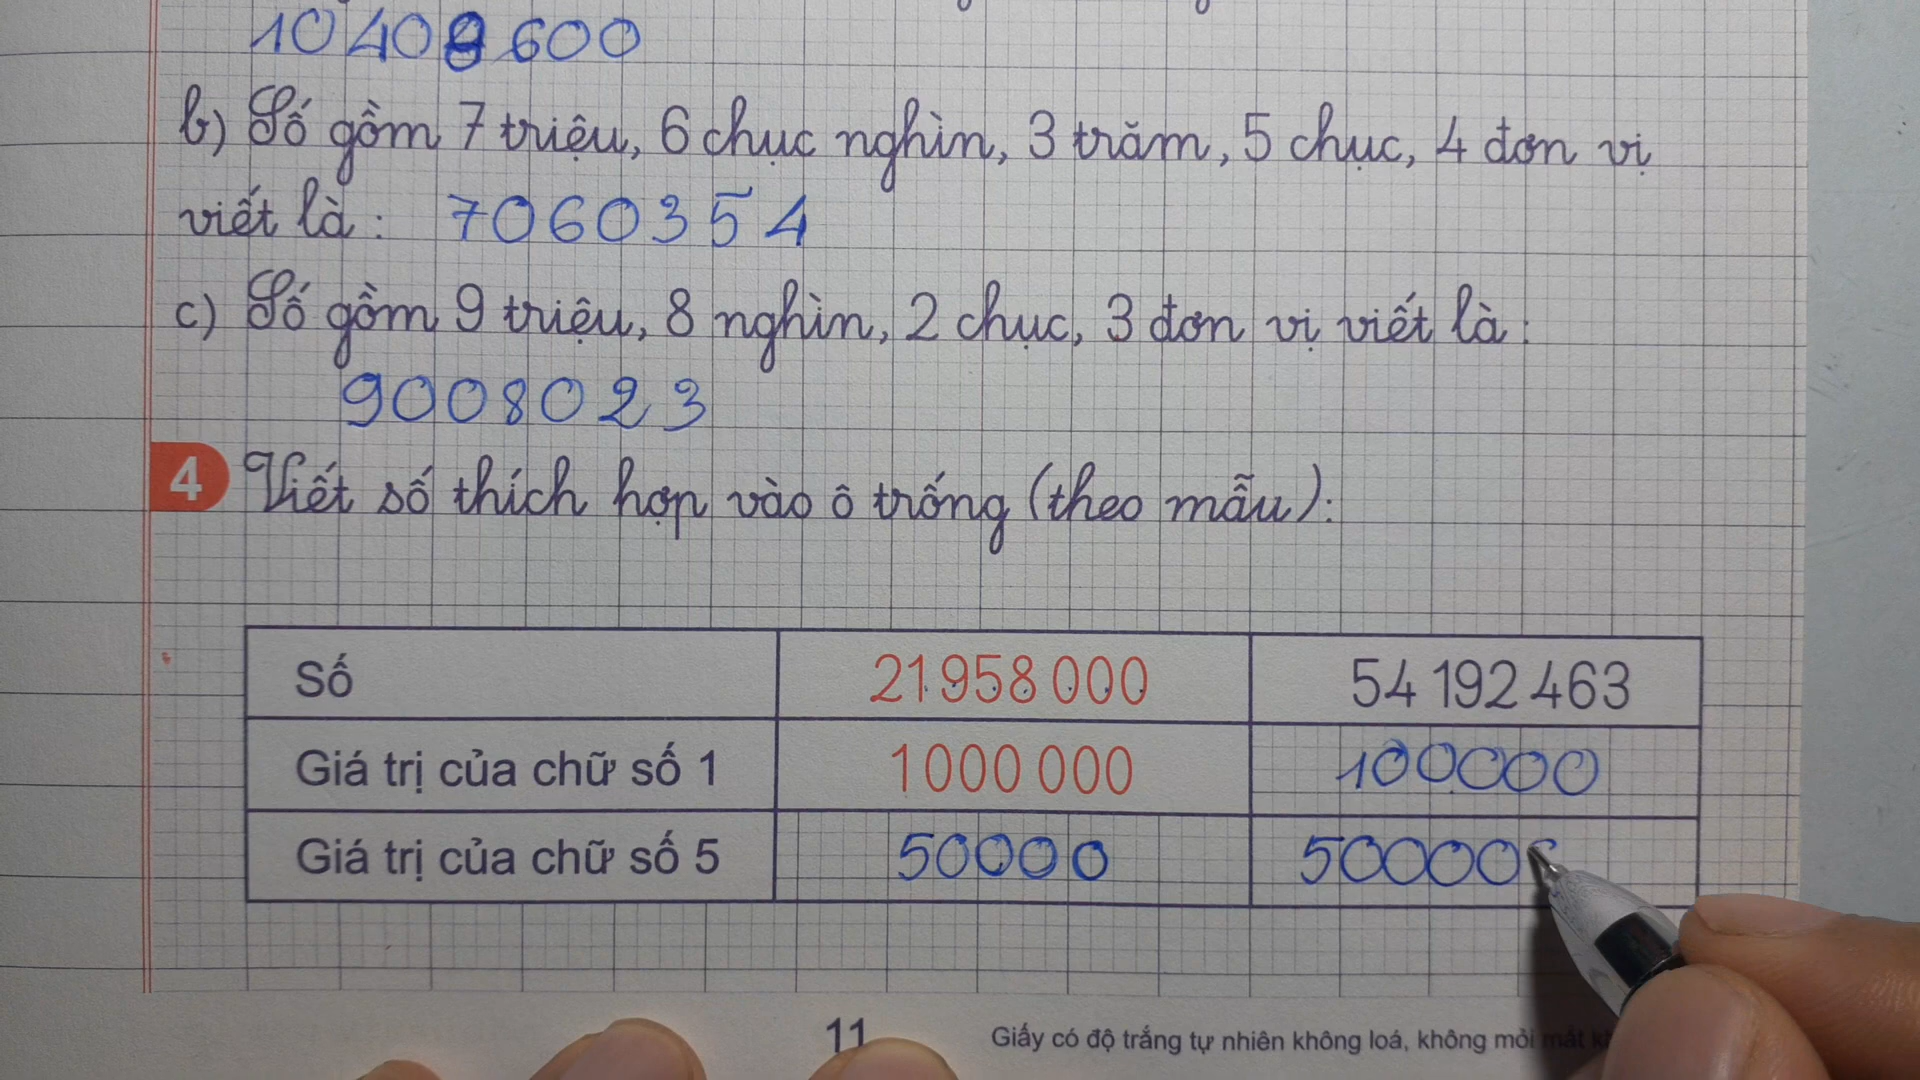 10 408 600
b) Số gồm 7 triệu, 6 chục nghìn, 3 trăm, 5 chục, 4 đơn vị
viết là: 7060354
c) Số gồm 9 triệu, 8 nghìn, 2 chục, 3 đơn vị viết là:
9008023
4 Viết số thích hợp vào ô trống (theo mẫu):
Số 21 958 000 54 192 463
Giá trị của chữ số 1 1 000 000 100000
Giá trị của chữ số 5 50000 500000
11 Giấy có độ trắng tự nhiên không loá, không mỏi mắt